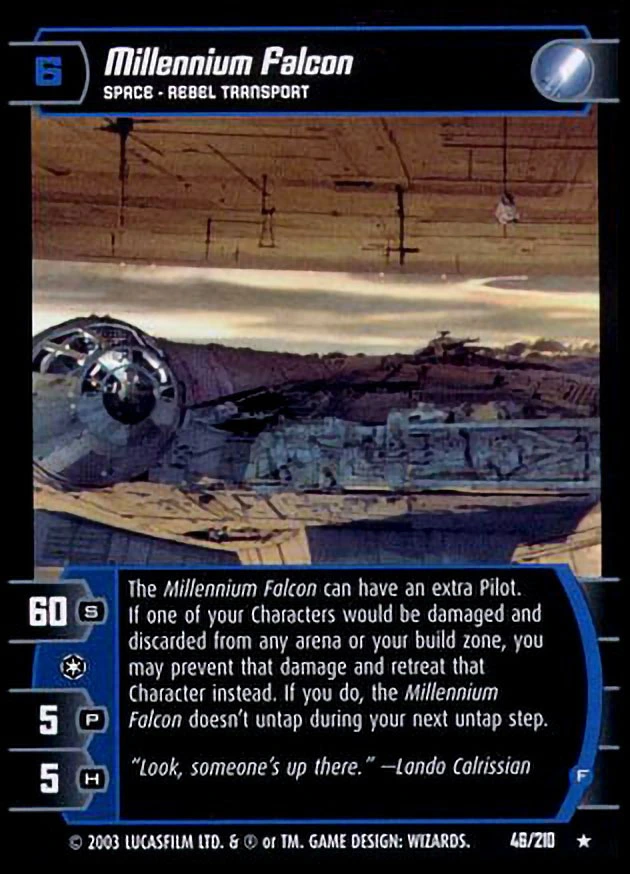 6
Millennium Falcon
SPACE - REBEL TRANSPORT
60 S
5 P
5 H
The Millennium Falcon can have an extra Pilot.
If one of your Characters would be damaged and
discarded from any arena or your build zone, you
may prevent that damage and retreat that
Character instead. If you do, the Millennium
Falcon doesn't untap during your next untap step.
"Look, someone's up there." —Lando Calrissian
F
© 2003 LUCASFILM LTD. & ® or TM. GAME DESIGN: WIZARDS. 46/210 ★